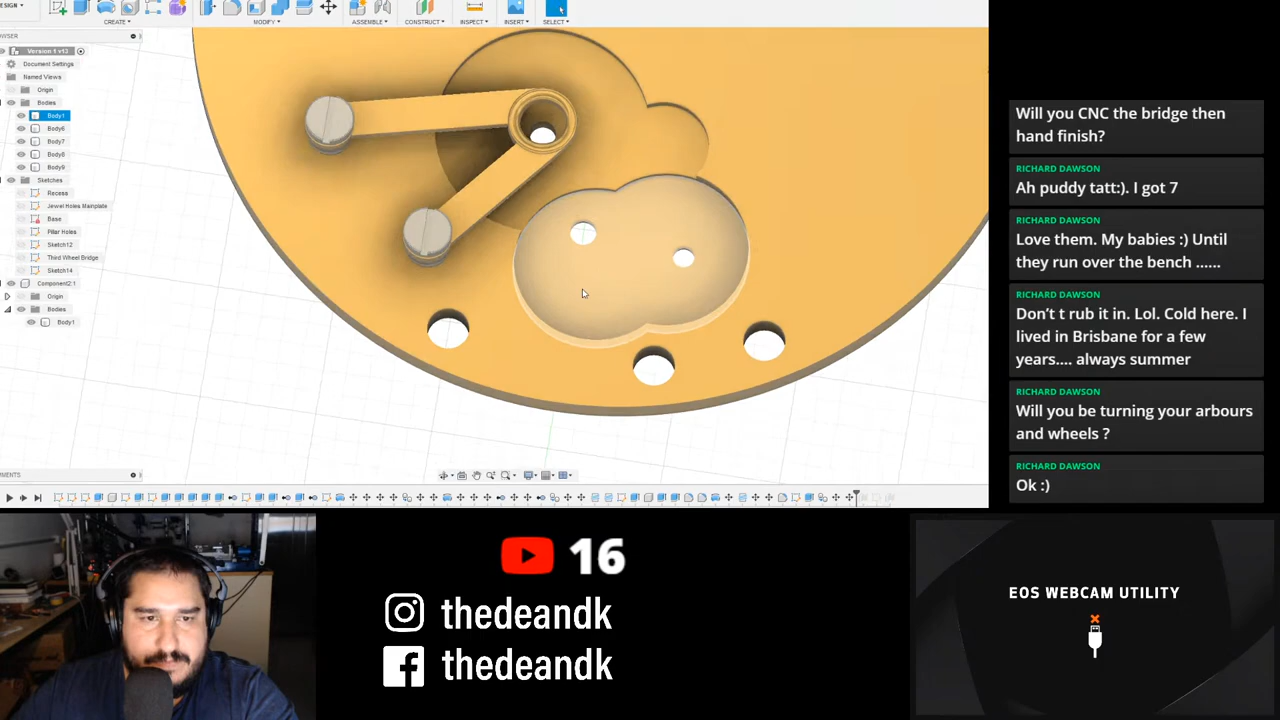 ESIGN
CREATE
MODIFY
ASSEMBLE
CONSTRUCT
INSPECT
INSERT
SELECT
OWSER
Version 1 v13
Document Settings
Named Views
Origin
Bodies
Body1
Body6
Body7
Body8
Body9
Sketches
Recess
Jewel Holes Mainplate
Base
Pillar Holes
Sketch12
Third Wheel Bridge
Sketch14
Component2:1
Origin
Bodies
Body1
MMENTS
Will you CNC the bridge then
hand finish?
RICHARD DAWSON
Ah puddy tatt:). I got 7
RICHARD DAWSON
Love them. My babies :) Until
they run over the bench ......
RICHARD DAWSON
Don't t rub it in. Lol. Cold here. I
lived in Brisbane for a few
years.... always summer
RICHARD DAWSON
Will you be turning your arbours
and wheels ?
RICHARD DAWSON
Ok :)
16
thedeandk
thedeandk
EOS WEBCAM UTILITY